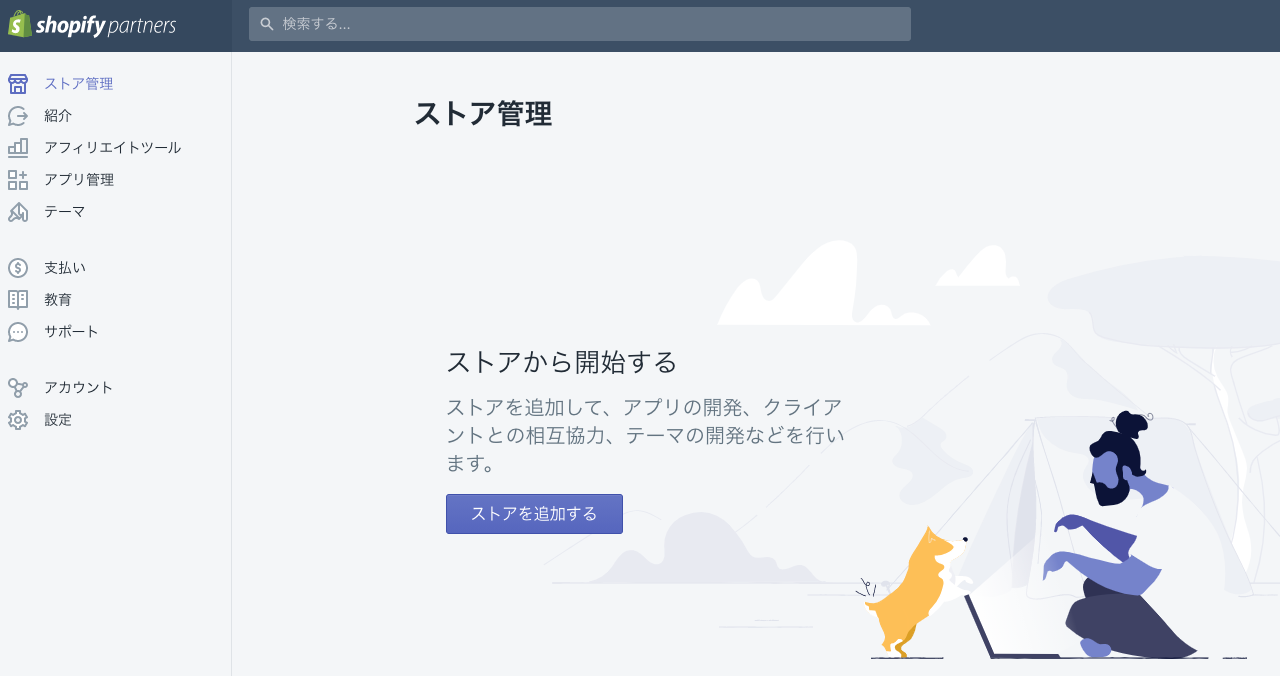 shopify partners
検索する...
ストア管理
紹介
アフィリエイトツール
アプリ管理
テーマ
支払い
教育
サポート
アカウント
設定
ストア管理
ストアから開始する
ストアを追加して、アプリの開発、クライア
ントとの相互協力、テーマの開発などを行い
ます。
ストアを追加する